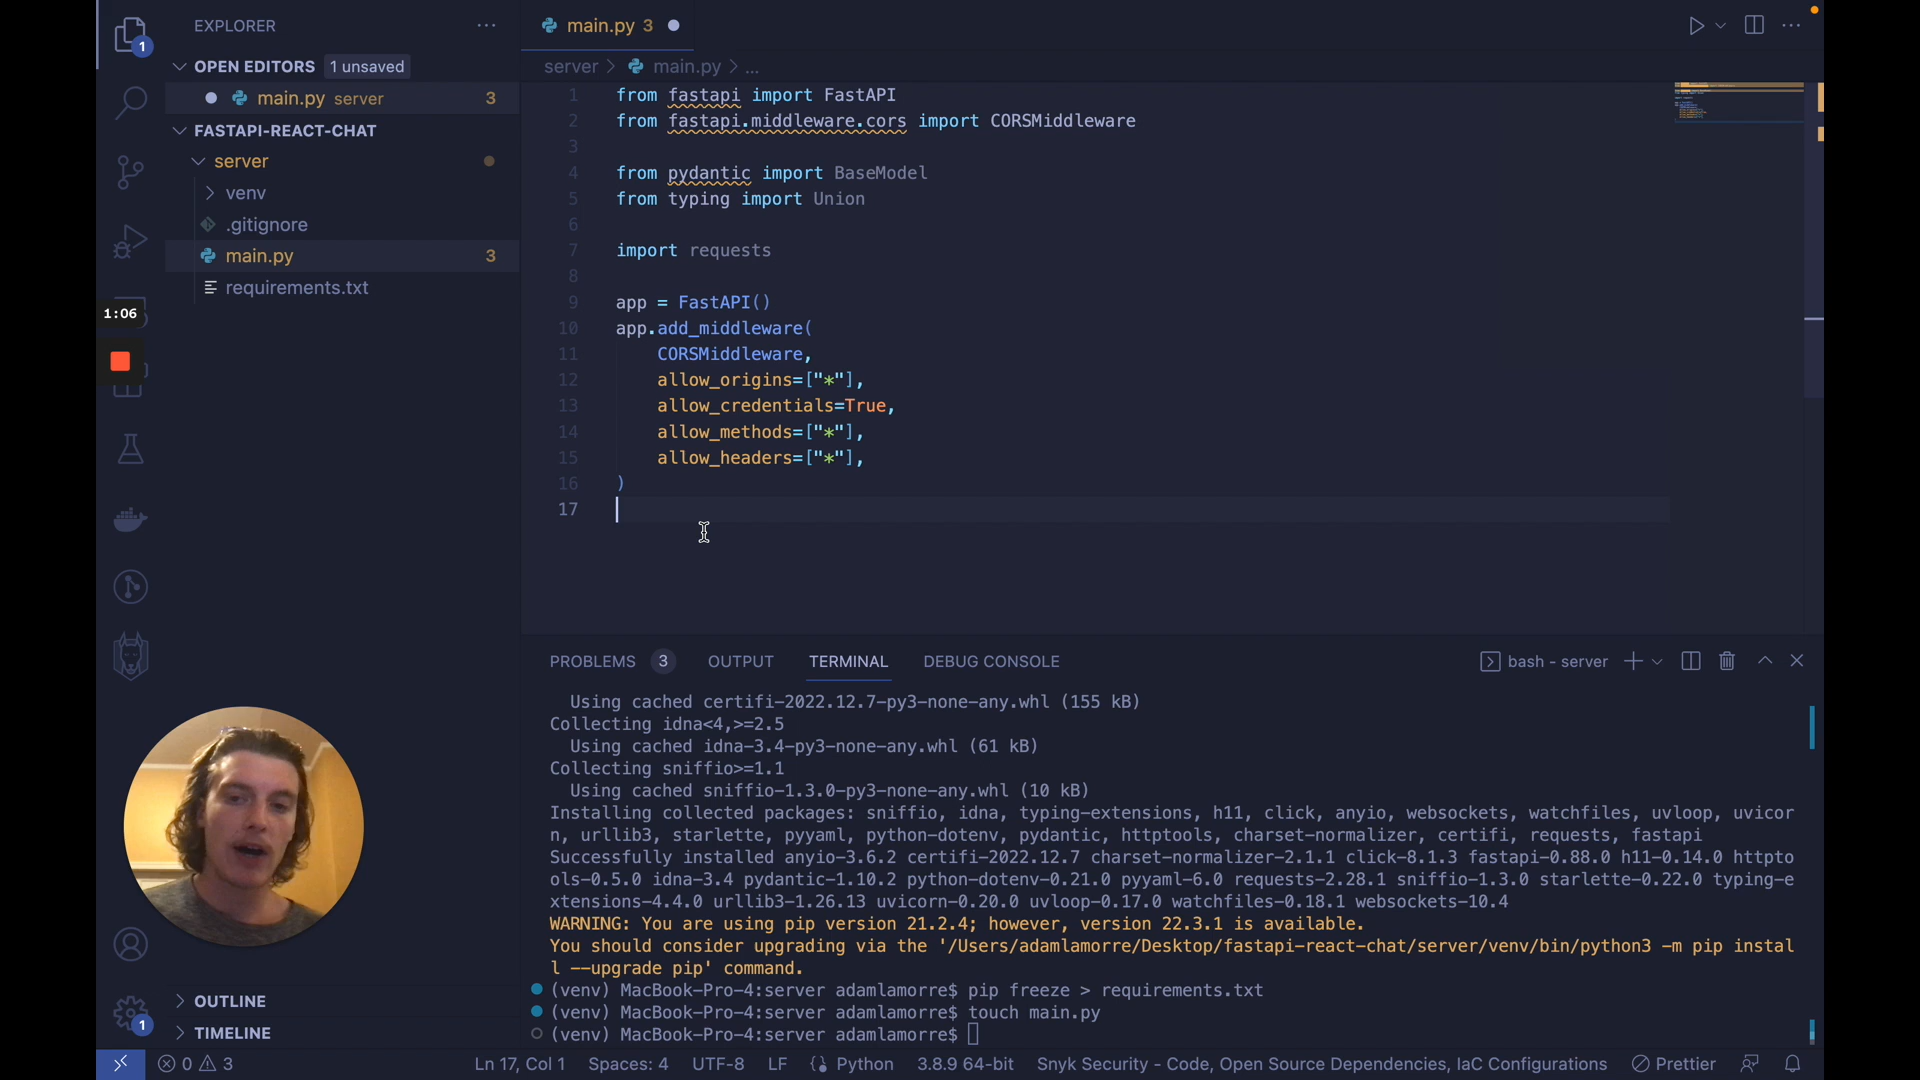 EXPLORER
OPEN EDITORS 1 unsaved
main.py server 3
FASTAPI-REACT-CHAT
server
venv
.gitignore
main.py 3
requirements.txt
1
1:06
OUTLINE
TIMELINE
1
main.py 3
server > main.py > ...
1 from fastapi import FastAPI
2 from fastapi.middleware.cors import CORSMiddleware
3
4 from pydantic import BaseModel
5 from typing import Union
6
7 import requests
8
9 app = FastAPI()
10 app.add_middleware(
11 CORSMiddleware,
12 allow_origins=["*"],
13 allow_credentials=True,
14 allow_methods=["*"],
15 allow_headers=["*"],
16 )
17
PROBLEMS 3 OUTPUT TERMINAL DEBUG CONSOLE bash - server
Using cached certifi-2022.12.7-py3-none-any.whl (155 kB)
Collecting idna<4,>=2.5
Using cached idna-3.4-py3-none-any.whl (61 kB)
Collecting sniffio>=1.1
Using cached sniffio-1.3.0-py3-none-any.whl (10 kB)
Installing collected packages: sniffio, idna, typing-extensions, h11, click, anyio, websockets, watchfiles, uvloop, uvicor
n, urllib3, starlette, pyyaml, python-dotenv, pydantic, httptools, charset-normalizer, certifi, requests, fastapi
Successfully installed anyio-3.6.2 certifi-2022.12.7 charset-normalizer-2.1.1 click-8.1.3 fastapi-0.88.0 h11-0.14.0 httpto
ols-0.5.0 idna-3.4 pydantic-1.10.2 python-dotenv-0.21.0 pyyaml-6.0 requests-2.28.1 sniffio-1.3.0 starlette-0.22.0 typing-e
xtensions-4.4.0 urllib3-1.26.13 uvicorn-0.20.0 uvloop-0.17.0 watchfiles-0.18.1 websockets-10.4
WARNING: You are using pip version 21.2.4; however, version 22.3.1 is available.
You should consider upgrading via the '/Users/adamlamorre/Desktop/fastapi-react-chat/server/venv/bin/python3 -m pip instal
l --upgrade pip' command.
(venv) MacBook-Pro-4:server adamlamorre$ pip freeze > requirements.txt
(venv) MacBook-Pro-4:server adamlamorre$ touch main.py
(venv) MacBook-Pro-4:server adamlamorre$
0 3 Ln 17, Col 1 Spaces: 4 UTF-8 LF Python 3.8.9 64-bit Snyk Security - Code, Open Source Dependencies, IaC Configurations Prettier